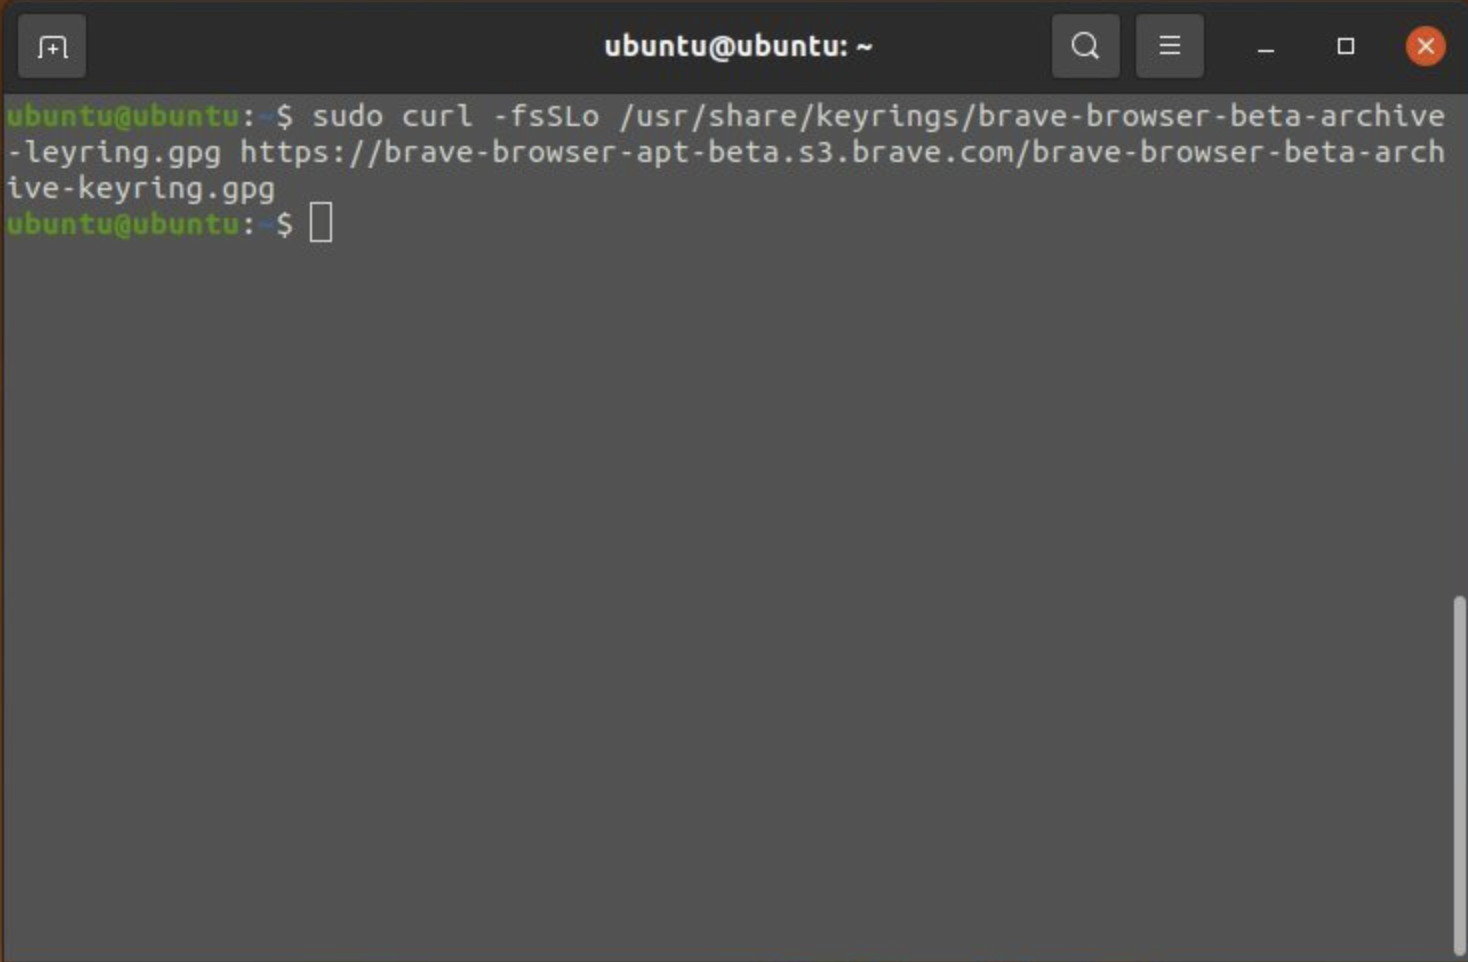 ubuntu@ubuntu: ~
ubuntu@ubuntu:~$ sudo curl -fsSLo /usr/share/keyrings/brave-browser-beta-archive
-leyring.gpg https://brave-browser-apt-beta.s3.brave.com/brave-browser-beta-arch
ive-keyring.gpg
ubuntu@ubuntu:~$